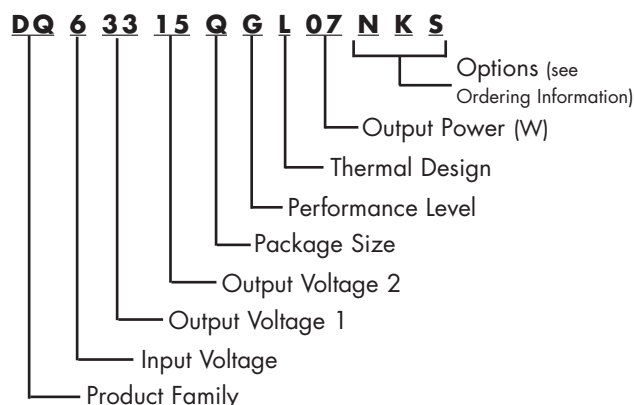 DQ 6 33 15 Q G L 07 N K S
Options (see
Ordering Information)
Output Power (W)
Thermal Design
Performance Level
Package Size
Output Voltage 2
Output Voltage 1
Input Voltage
Product Family